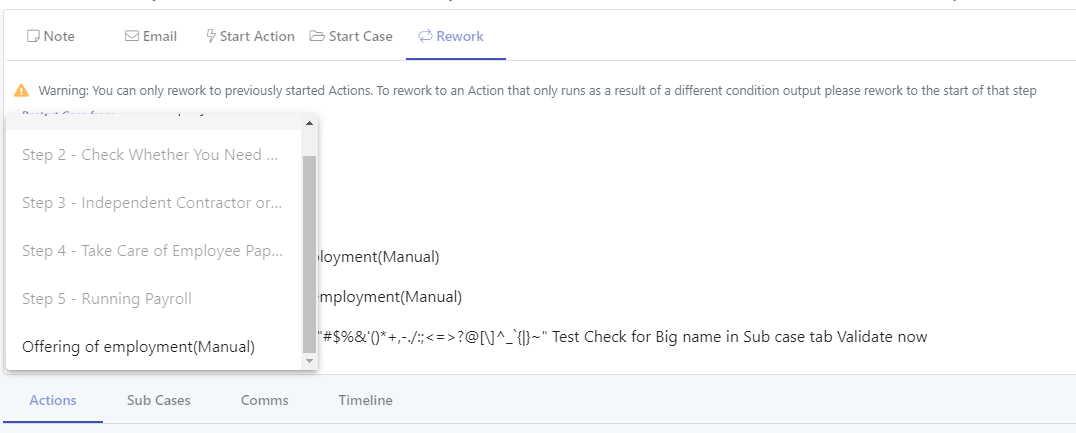 Note Email Start Action Start Case Rework
Warning: You can only rework to previously started Actions. To rework to an Action that only runs as a result of a different condition output please rework to the start of that step
Step 2 - Check Whether You Need ...
Step 3 - Independent Contractor or...
Step 4 - Take Care of Employee Pap...
loyment(Manual)
Step 5 - Running Payroll
mployment(Manual)
Offering of employment(Manual)
"#$%&'()*+,-./:;<=>?@[\]^_`{|}~" Test Check for Big name in Sub case tab Validate now
Actions Sub Cases Comms Timeline